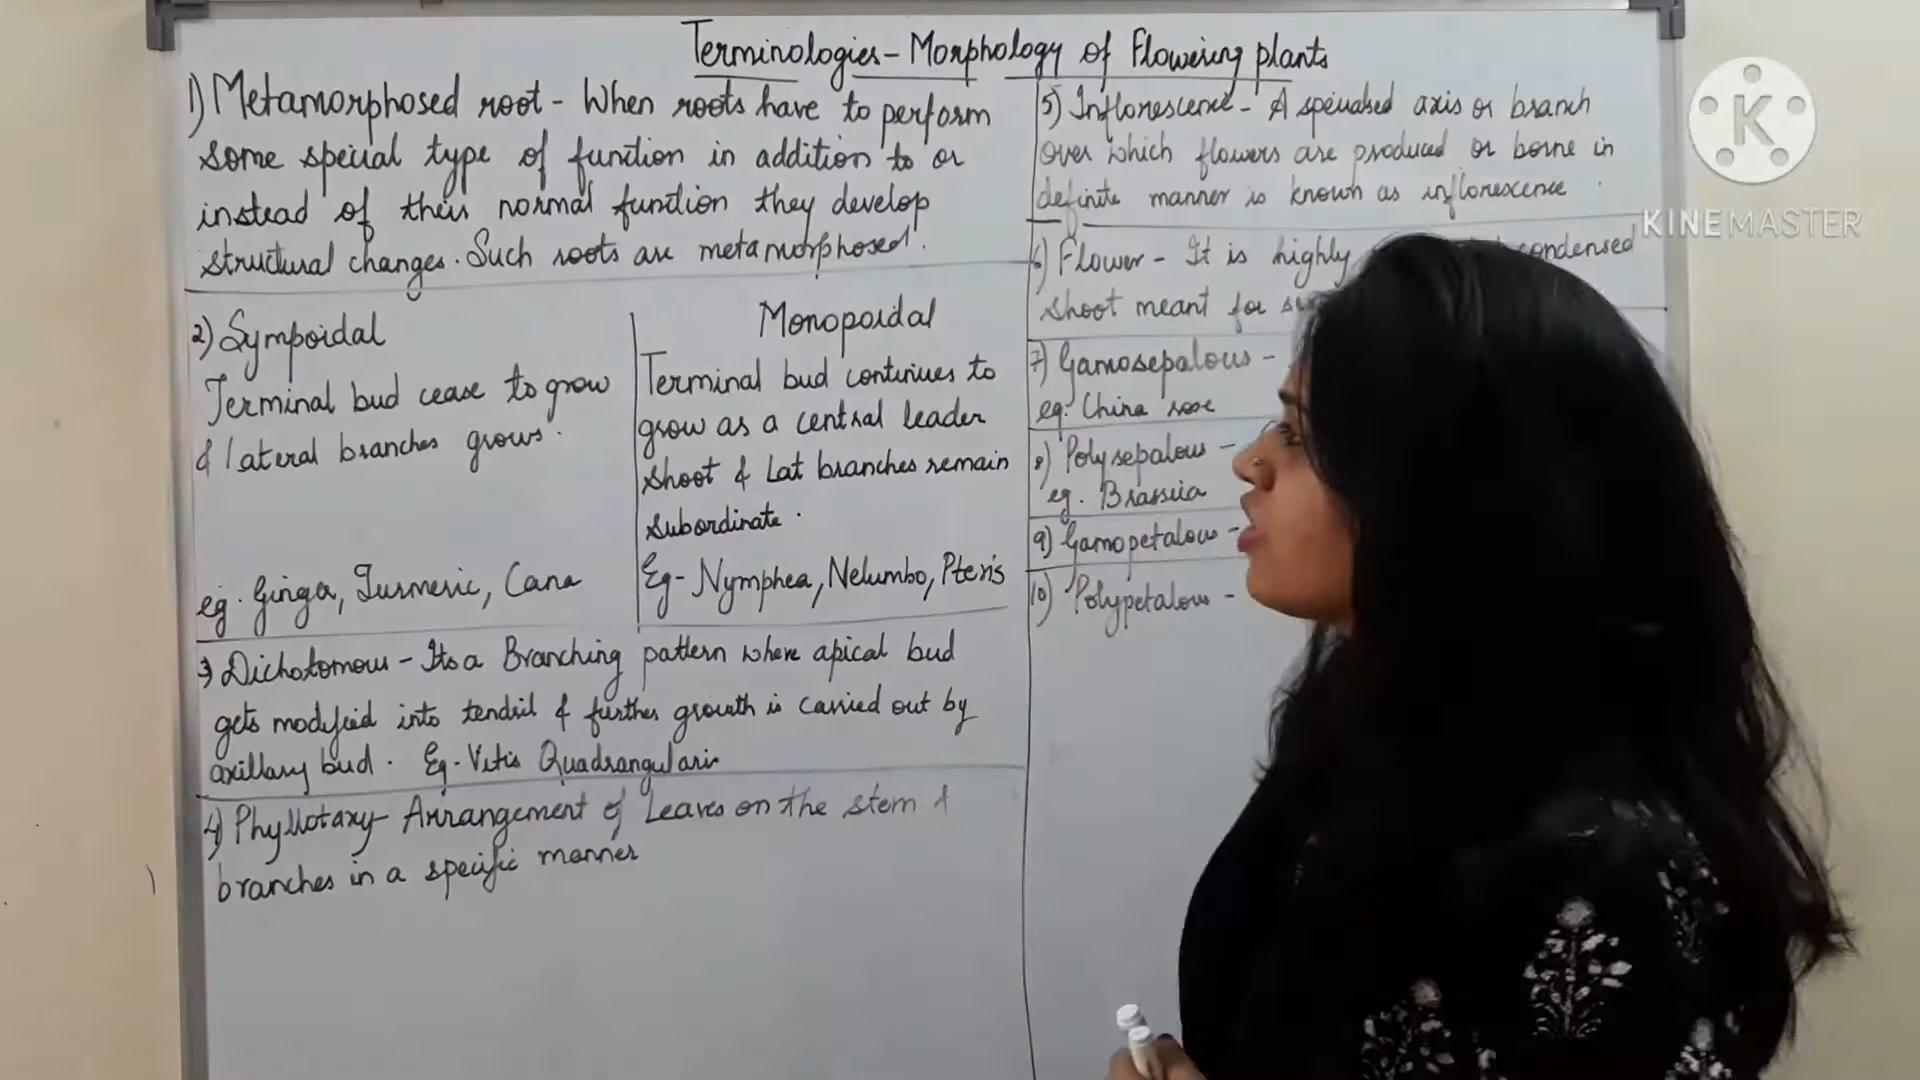 Terminologies - Morphology of Flowering plants
1) Metamorphosed root - When roots have to perform
some special type of function in addition to or
instead of their normal function they develop
structural changes. Such roots are metamorphosed.
2) Sympoidal
Terminal bud cease to grow
& lateral branches grows.
eg. Ginger, Turmeric, Cana
Monopoidal
Terminal bud continues to
grow as a central leader
shoot & Lat branches remain
subordinate.
Eg- Nymphea, Nelumbo, Pteris
3) Dichotomous - Its a Branching pattern where apical bud
gets modified into tendril & further growth is carried out by
axillary bud. Eg- Vitis Quadrangularis
4) Phyllotaxy- Arrangement of Leaves on the stem &
branches in a specific manner
5) Inflorescence - A specialised axis or branch
over which flowers are produced or borne in
definite manner is known as inflorescence.
6) Flower - It is highly condensed
shoot meant for
7) Gamosepalous -
eg. China rose
8) Polysepalous -
eg. Brassica
9) Gamopetalous -
10) Polypetalous -
K
KINEMASTER